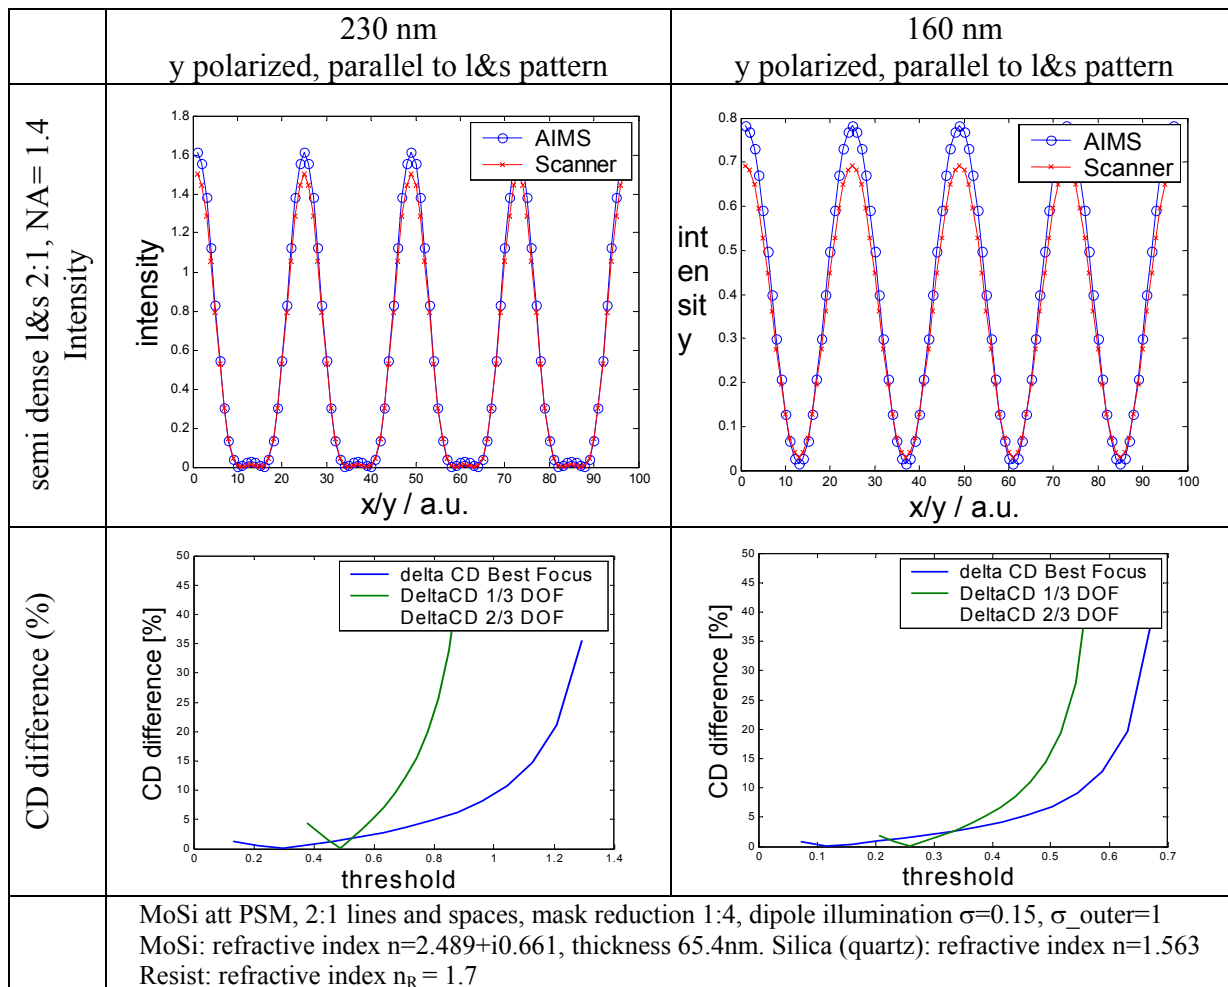 230 nm
y polarized, parallel to l&s pattern
160 nm
y polarized, parallel to l&s pattern
semi dense l&s 2:1, NA= 1.4
Intensity
1.8
1.6
1.4
1.2
1
0.8
0.6
0.4
0.2
0
0 10 20 30 40 50 60 70 80 90 100
intensity
x/y / a.u.
AIMS
Scanner
0.8
0.7
0.6
0.5
0.4
0.3
0.2
0.1
0
0 10 20 30 40 50 60 70 80 90 100
int
en
sit
y
x/y / a.u.
AIMS
Scanner
CD difference (%)
50
45
40
35
30
25
20
15
10
5
0
0 0.2 0.4 0.6 0.8 1 1.2 1.4
CD difference [%]
threshold
delta CD Best Focus
DeltaCD 1/3 DOF
DeltaCD 2/3 DOF
50
45
40
35
30
25
20
15
10
5
0
0 0.1 0.2 0.3 0.4 0.5 0.6 0.7
CD difference [%]
threshold
delta CD Best Focus
DeltaCD 1/3 DOF
DeltaCD 2/3 DOF
MoSi att PSM, 2:1 lines and spaces, mask reduction 1:4, dipole illumination σ=0.15, σ_outer=1
MoSi: refractive index n=2.489+i0.661, thickness 65.4nm. Silica (quartz): refractive index n=1.563
Resist: refractive index nR = 1.7